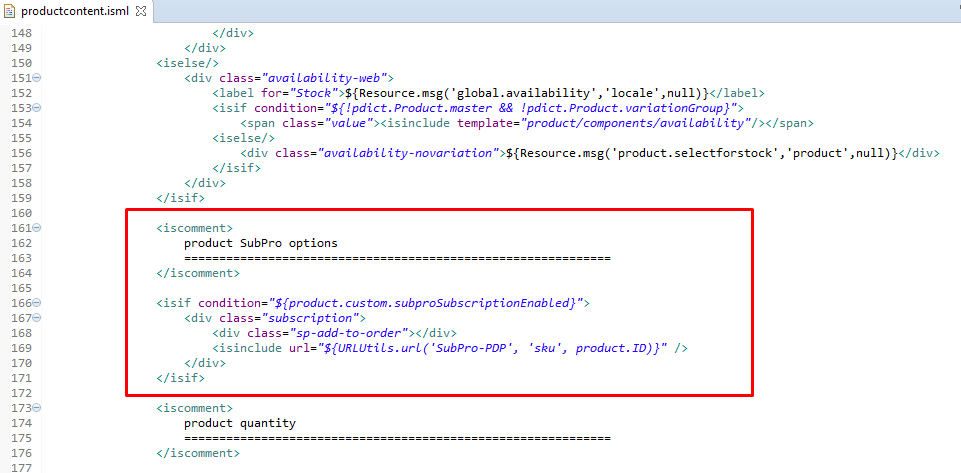 productcontent.isml
148 </div>
149 </div>
150 <iselse/>
151 <div class="availability-web">
152 <label for="Stock">${Resource.msg('global.availability','locale',null)}</label>
153 <isif condition="${!pdict.Product.master && !pdict.Product.variationGroup}">
154 <span class="value"><isinclude template="product/components/availability"/></span>
155 <iselse/>
156 <div class="availability-novariation">${Resource.msg('product.selectforstock','product',null)}</div>
157 </isif>
158 </div>
159 </isif>
160
161 <iscomment>
162 product SubPro options
163 =============================================================
164 </iscomment>
165
166 <isif condition="${product.custom.subproSubscriptionEnabled}">
167 <div class="subscription">
168 <div class="sp-add-to-order"></div>
169 <isinclude url="${URLUtils.url('SubPro-PDP', 'sku', product.ID)}" />
170 </div>
171 </isif>
172
173 <iscomment>
174 product quantity
175 =============================================================
176 </iscomment>
177